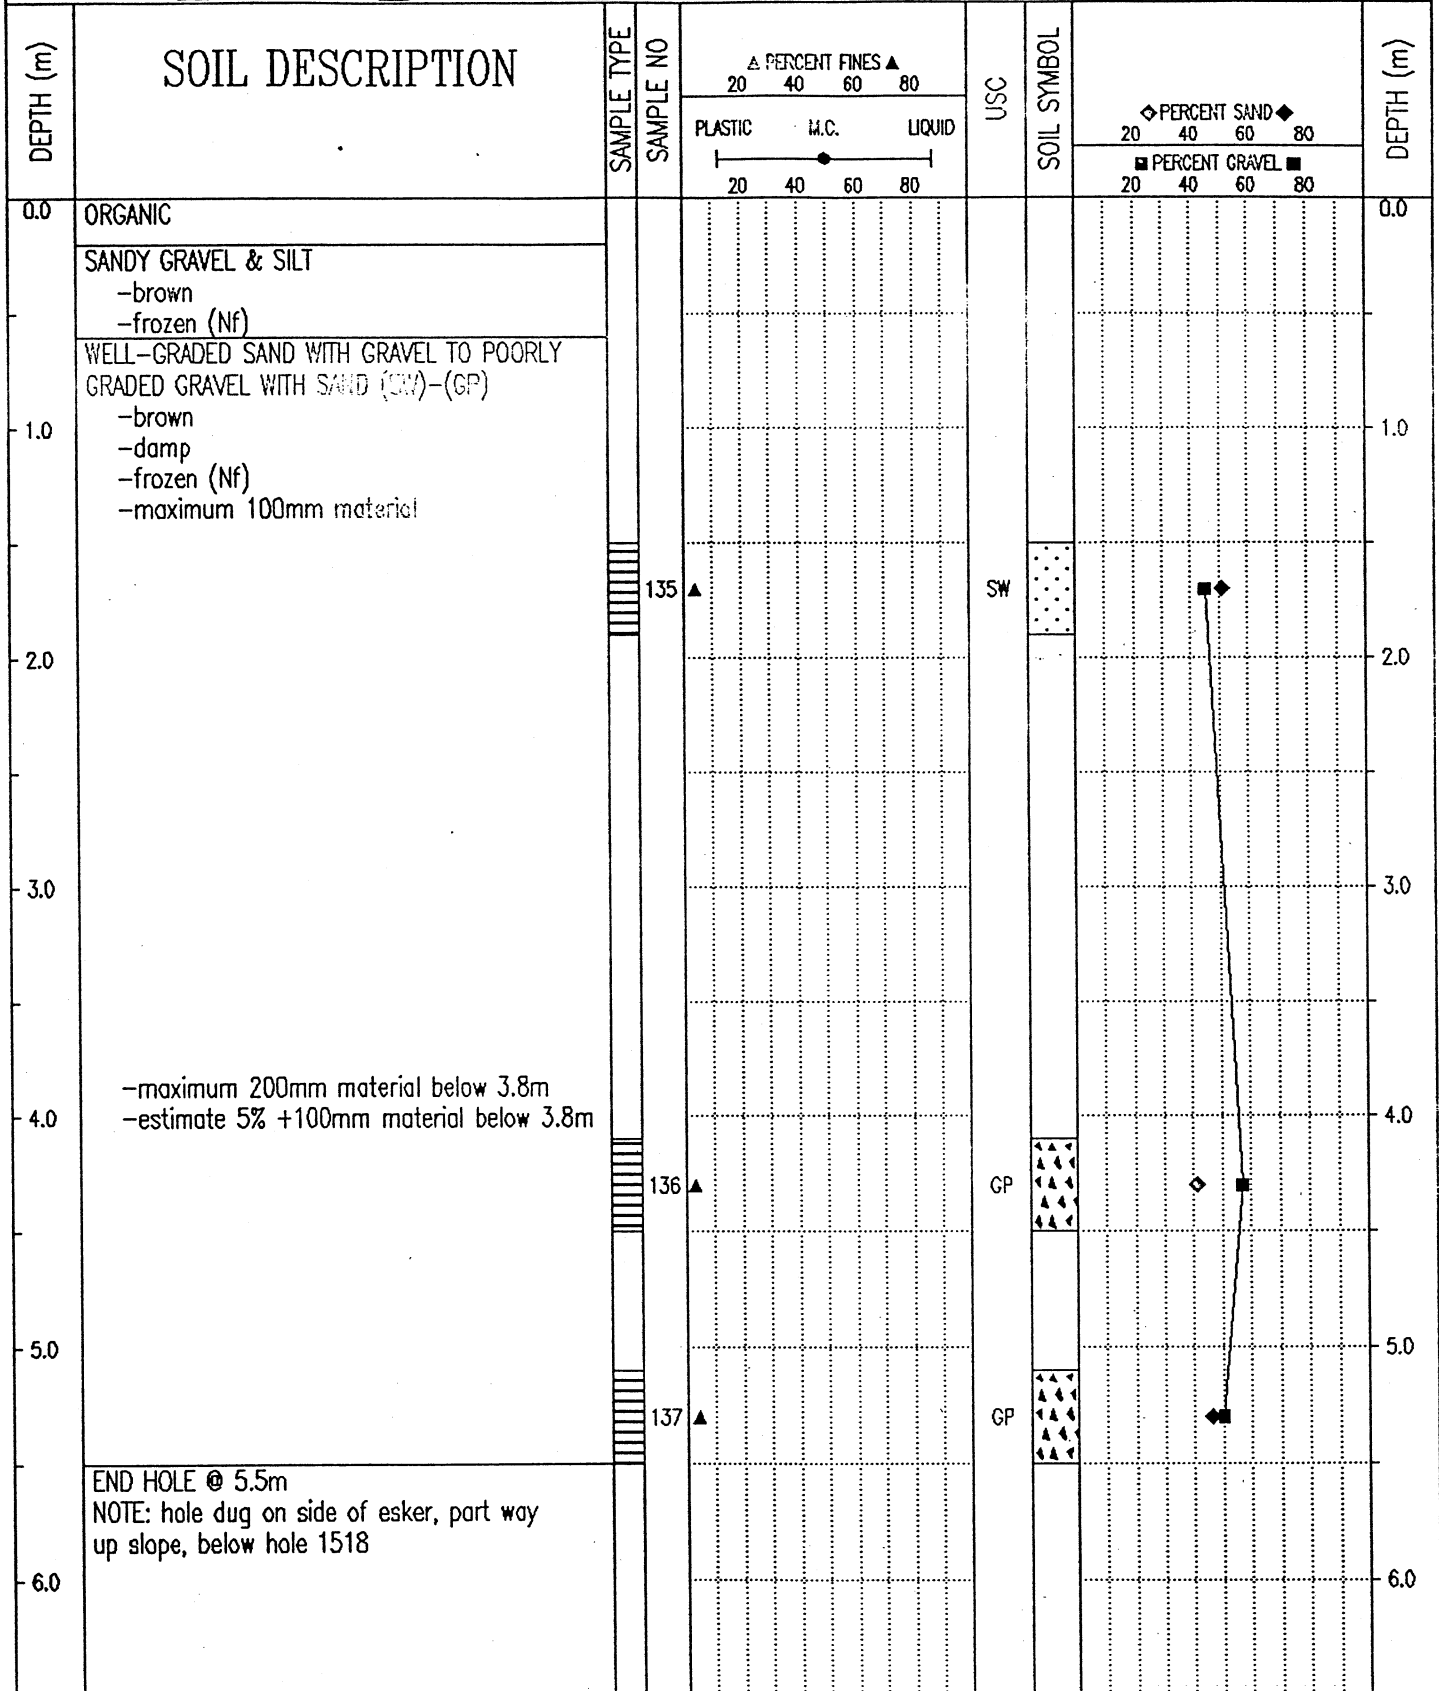 DEPTH (m)
SOIL DESCRIPTION
SAMPLE TYPE
SAMPLE NO
PERCENT FINES
20 40 60 80
PLASTIC M.C. LIQUID
20 40 60 80
USC
SOIL SYMBOL
PERCENT SAND
20 40 60 80
PERCENT GRAVEL
20 40 60 80
DEPTH (m)
0.0 ORGANIC 0.0
SANDY GRAVEL & SILT
-brown
-frozen (Nf)
WELL-GRADED SAND WITH GRAVEL TO POORLY
GRADED GRAVEL WITH SAND (SW)-(GP)
-brown
1.0 1.0
-damp
-frozen (Nf)
-maximum 100mm material
135 SW
2.0 2.0
3.0 3.0
-maximum 200mm material below 3.8m
4.0 -estimate 5% +100mm material below 3.8m 4.0
136 GP
5.0 5.0
137 GP
END HOLE @ 5.5m
NOTE: hole dug on side of esker, part way
up slope, below hole 1518
6.0 6.0